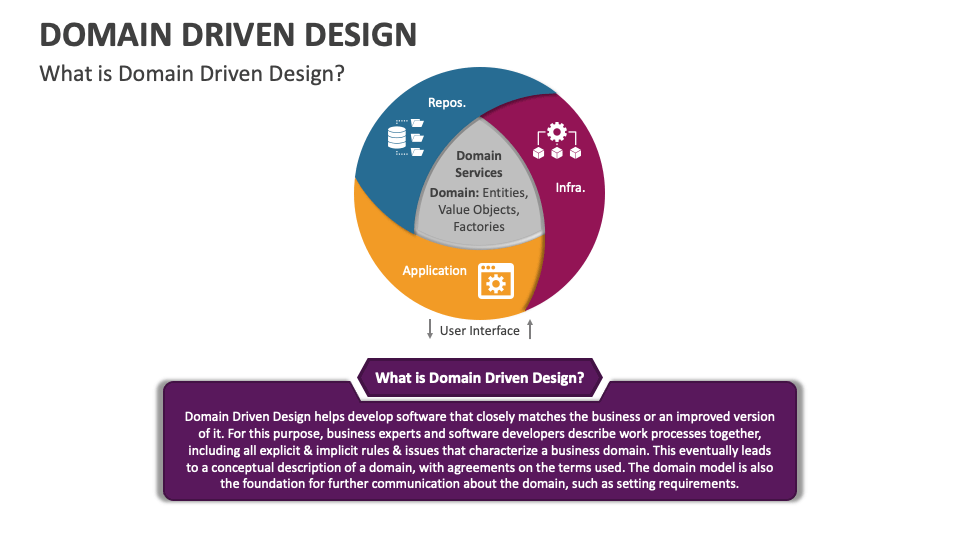 DOMAIN DRIVEN DESIGN
What is Domain Driven Design?
Repos.
Domain
Services
Domain: Entities,
Value Objects,
Factories
Infra.
Application
User Interface
What is Domain Driven Design?
Domain Driven Design helps develop software that closely matches the business or an improved version
of it. For this purpose, business experts and software developers describe work processes together,
including all explicit & implicit rules & issues that characterize a business domain. This eventually leads
to a conceptual description of a domain, with agreements on the terms used. The domain model is also
the foundation for further communication about the domain, such as setting requirements.